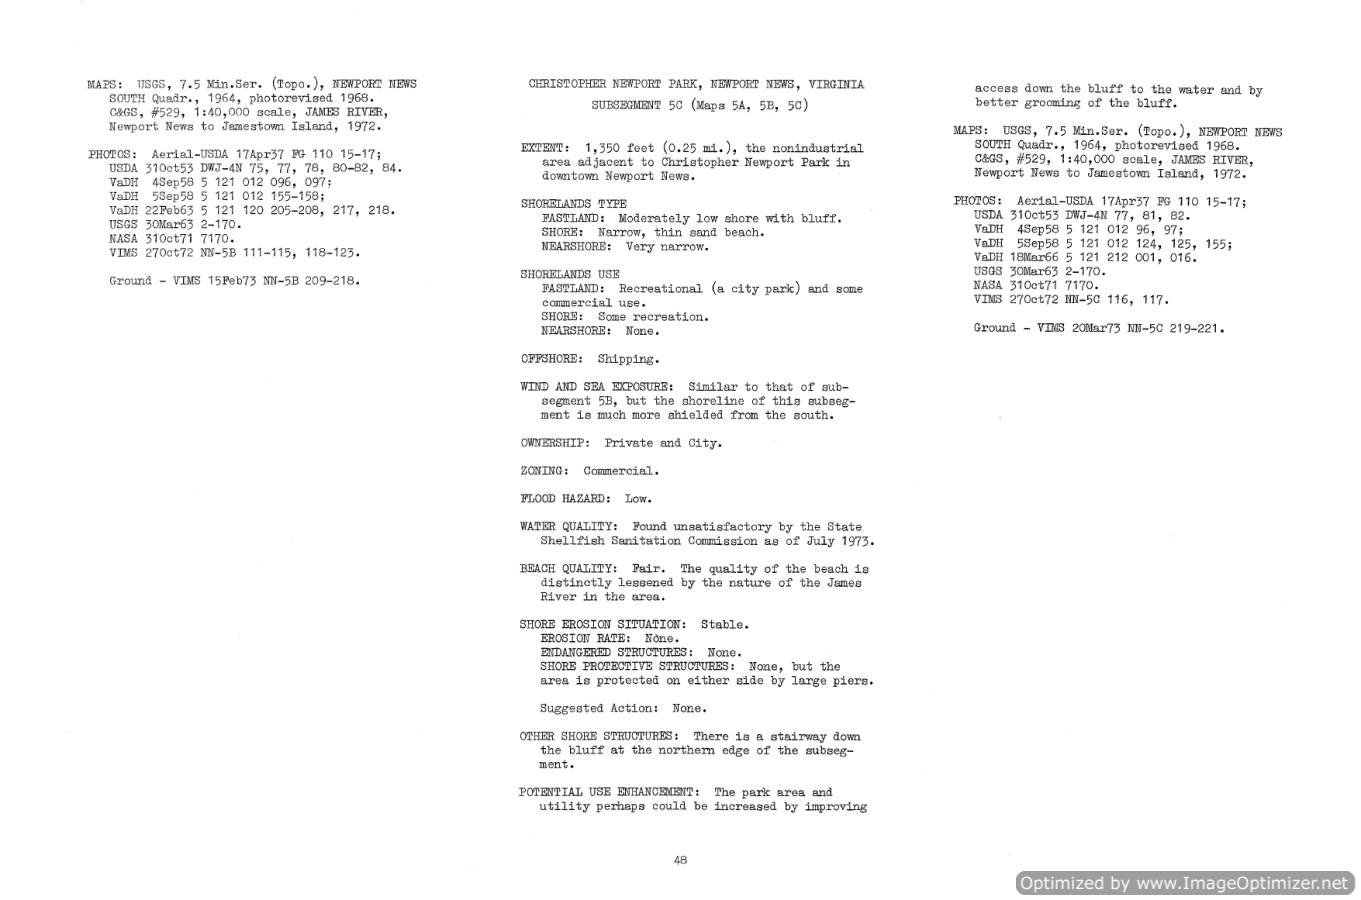 MAPS: USGS, 7.5 Min.Ser. (Topo.), NEWPORT NEWS
SOUTH Quadr., 1964, photorevised 1968.
C&GS, #529, 1:40,000 scale, JAMES RIVER,
Newport News to Jamestown Island, 1972.
PHOTOS: Aerial-USDA 17Apr37 FG 110 15-17;
USDA 31Oct53 DWJ-4N 75, 77, 78, 80-82, 84.
VaDH 4Sep58 5 121 012 096, 097;
VaDH 5Sep58 5 121 012 155-158;
VaDH 22Feb63 5 121 120 205-208, 217, 218.
USGS 30Mar63 2-170.
NASA 31Oct71 7170.
VIMS 27Oct72 NN-5B 111-115, 118-123.
Ground - VIMS 15Feb73 NN-5B 209-218.
CHRISTOPHER NEWPORT PARK, NEWPORT NEWS, VIRGINIA
SUBSEGMENT 5C (Maps 5A, 5B, 5C)
EXTENT: 1,350 feet (0.25 mi.), the nonindustrial
area adjacent to Christopher Newport Park in
downtown Newport News.
SHORELANDS TYPE
FASTLAND: Moderately low shore with bluff.
SHORE: Narrow, thin sand beach.
NEARSHORE: Very narrow.
SHORELANDS USE
FASTLAND: Recreational (a city park) and some
commercial use.
SHORE: Some recreation.
NEARSHORE: None.
OFFSHORE: Shipping.
WIND AND SEA EXPOSURE: Similar to that of sub-
segment 5B, but the shoreline of this subseg-
ment is much more shielded from the south.
OWNERSHIP: Private and City.
ZONING: Commercial.
FLOOD HAZARD: Low.
WATER QUALITY: Found unsatisfactory by the State
Shellfish Sanitation Commission as of July 1973.
BEACH QUALITY: Fair. The quality of the beach is
distinctly lessened by the nature of the James
River in the area.
SHORE EROSION SITUATION: Stable.
EROSION RATE: None.
ENDANGERED STRUCTURES: None.
SHORE PROTECTIVE STRUCTURES: None, but the
area is protected on either side by large piers.
Suggested Action: None.
OTHER SHORE STRUCTURES: There is a stairway down
the bluff at the northern edge of the subseg-
ment.
POTENTIAL USE ENHANCEMENT: The park area and
utility perhaps could be increased by improving
access down the bluff to the water and by
better grooming of the bluff.
MAPS: USGS, 7.5 Min.Ser. (Topo.), NEWPORT NEWS
SOUTH Quadr., 1964, photorevised 1968.
C&GS, #529, 1:40,000 scale, JAMES RIVER,
Newport News to Jamestown Island, 1972.
PHOTOS: Aerial-USDA 17Apr37 FG 110 15-17;
USDA 31Oct53 DWJ-4N 77, 81, 82.
VaDH 4Sep58 5 121 012 96, 97;
VaDH 5Sep58 5 121 012 124, 125, 155;
VaDH 18Mar66 5 121 212 001, 016.
USGS 30Mar63 2-170.
NASA 31Oct71 7170.
VIMS 27Oct72 NN-5C 116, 117.
Ground - VIMS 20Mar73 NN-5C 219-221.
48
Optimized by www.ImageOptimizer.net